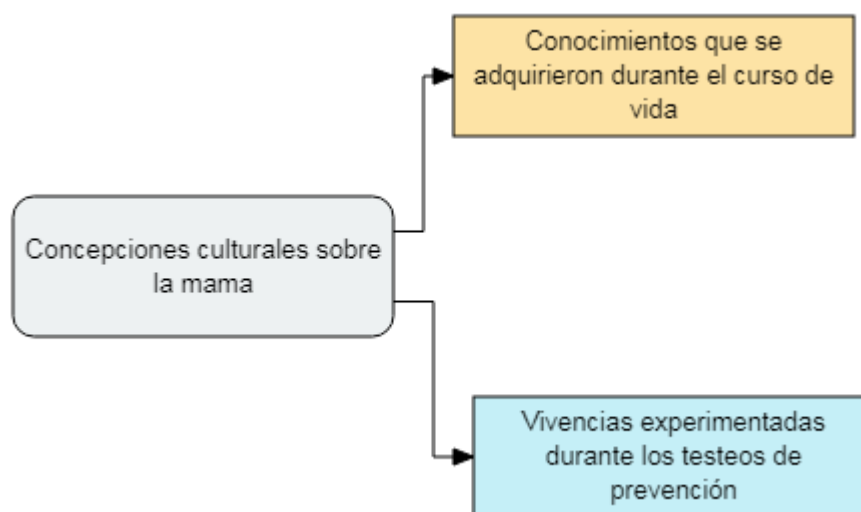 Conocimientos que se
adquirieron durante el curso de
vida
Concepciones culturales sobre
la mama
Vivencias experimentadas
durante los testeos de
prevención